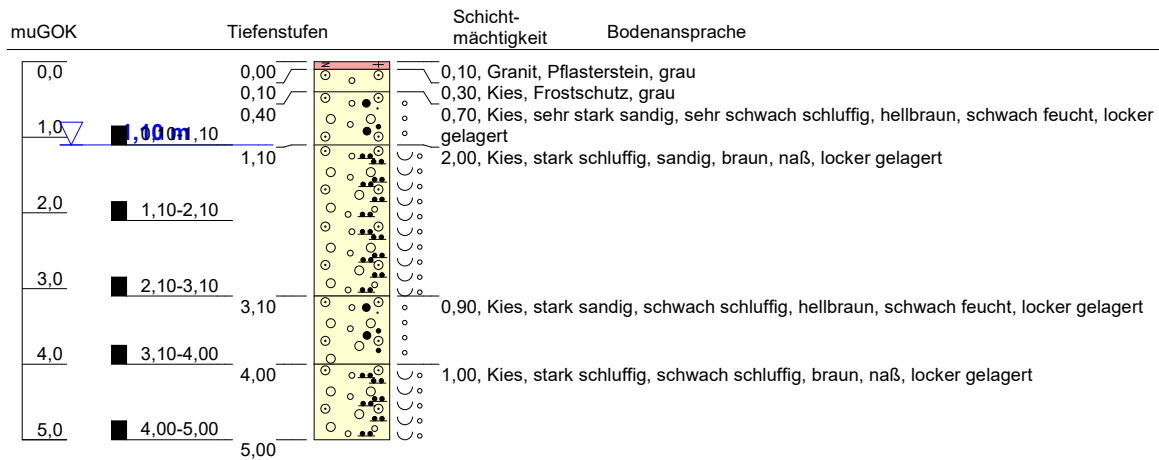 muGOK Tiefenstufen Schicht-
mächtigkeit Bodenansprache
0,0 0,00 0,10, Granit, Pflasterstein, grau
0,10 0,30, Kies, Frostschutz, grau
0,40 0,70, Kies, sehr stark sandig, sehr schwach schluffig, hellbraun, schwach feucht, locker
gelagert
1,0 1,10 m 0,10-1,10
1,10 2,00, Kies, stark schluffig, sandig, braun, naß, locker gelagert
2,0 1,10-2,10
3,0 2,10-3,10
3,10 0,90, Kies, stark sandig, schwach schluffig, hellbraun, schwach feucht, locker gelagert
4,0 3,10-4,00
4,00 1,00, Kies, stark schluffig, schwach schluffig, braun, naß, locker gelagert
5,0 4,00-5,00
5,00